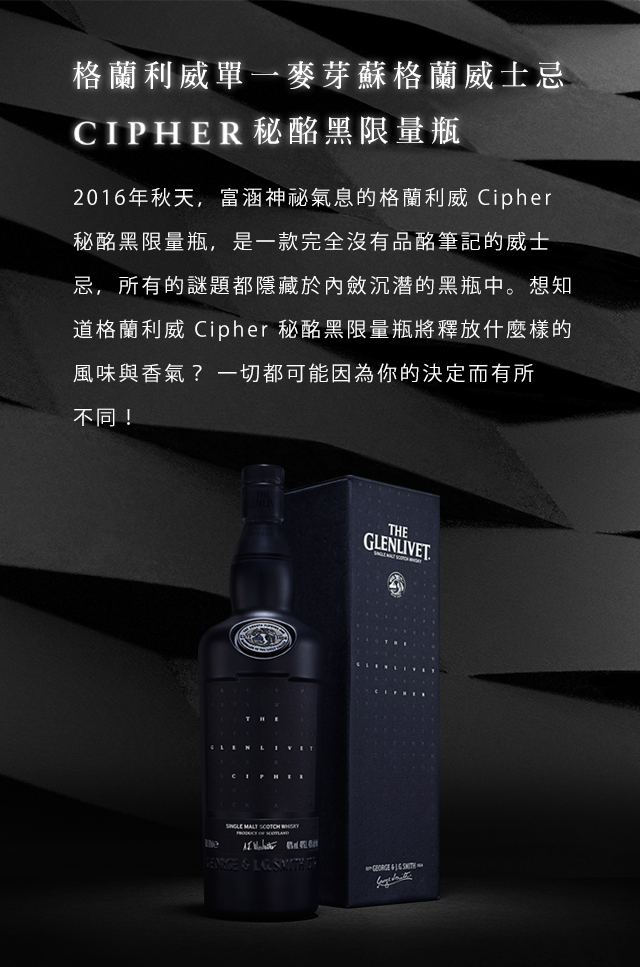 格蘭利威單一麥芽蘇格蘭威士忌
CIPHER 秘酩黑限量瓶
2016年秋天，富涵神祕氣息的格蘭利威 Cipher
秘酩黑限量瓶，是一款完全沒有品酩筆記的威士
忌，所有的謎題都隱藏於內斂沉潛的黑瓶中。想知
道格蘭利威 Cipher 秘酩黑限量瓶將釋放什麼樣的
風味與香氣？ 一切都可能因為你的決定而有所
不同！
THE
GLENLIVET
SINGLE MALT SCOTCH WHISKY
THE
GLENLIVET
CIPHER
GEORGE & J.G. SMITH
George Smith
THE
GLENLIVET
CIPHER
SINGLE MALT SCOTCH WHISKY
PRODUCT OF SCOTLAND
GEORGE & J.G. SMITH